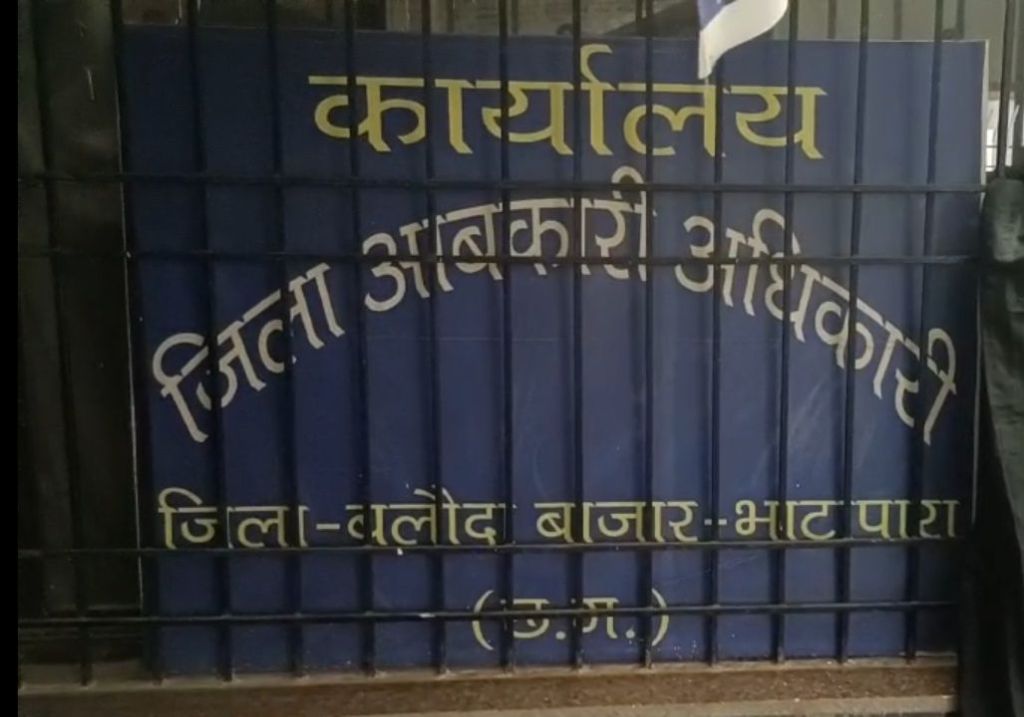 कार्यालय
जिला आबकारी अधिकारी
जिला-बलौदा बाजार-भाटापारा
(छ.ग.)